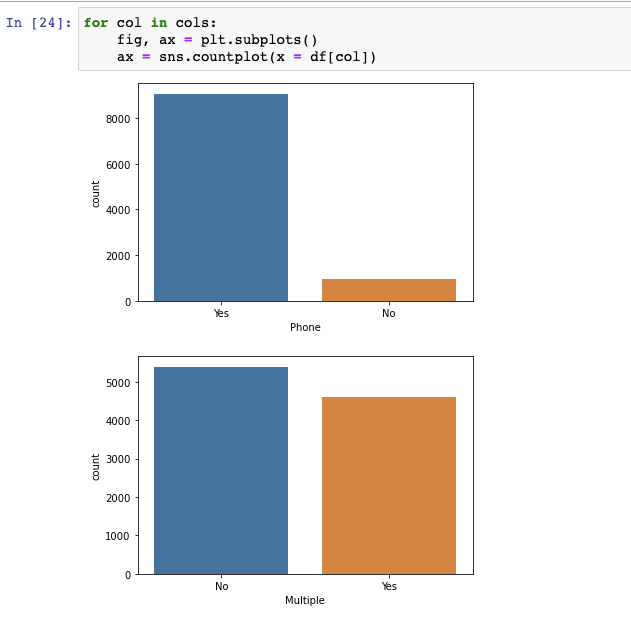 In [24]: for col in cols:
    fig, ax = plt.subplots()
    ax = sns.countplot(x = df[col])
8000
6000
4000
2000
0
count
Yes No
Phone
5000
4000
3000
2000
1000
0
count
No Yes
Multiple